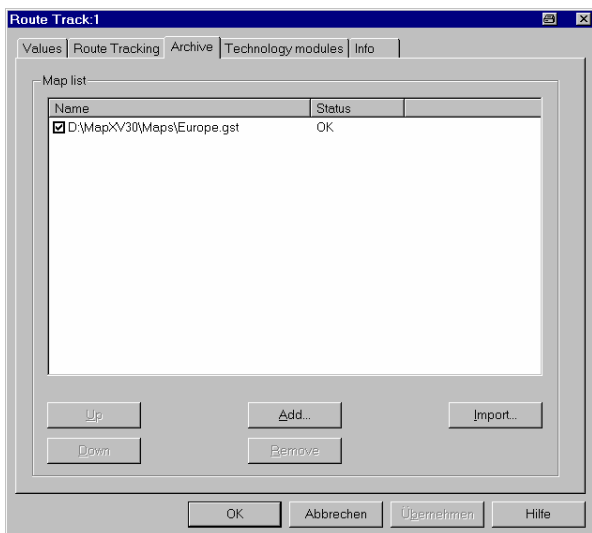 Route Track:1
Values Route Tracking Archive Technology modules Info
Map list
Name Status
D:\MapXV30\Maps\Europe.gst OK
Up Add... Import...
Down Remove
OK Abbrechen Übernehmen Hilfe